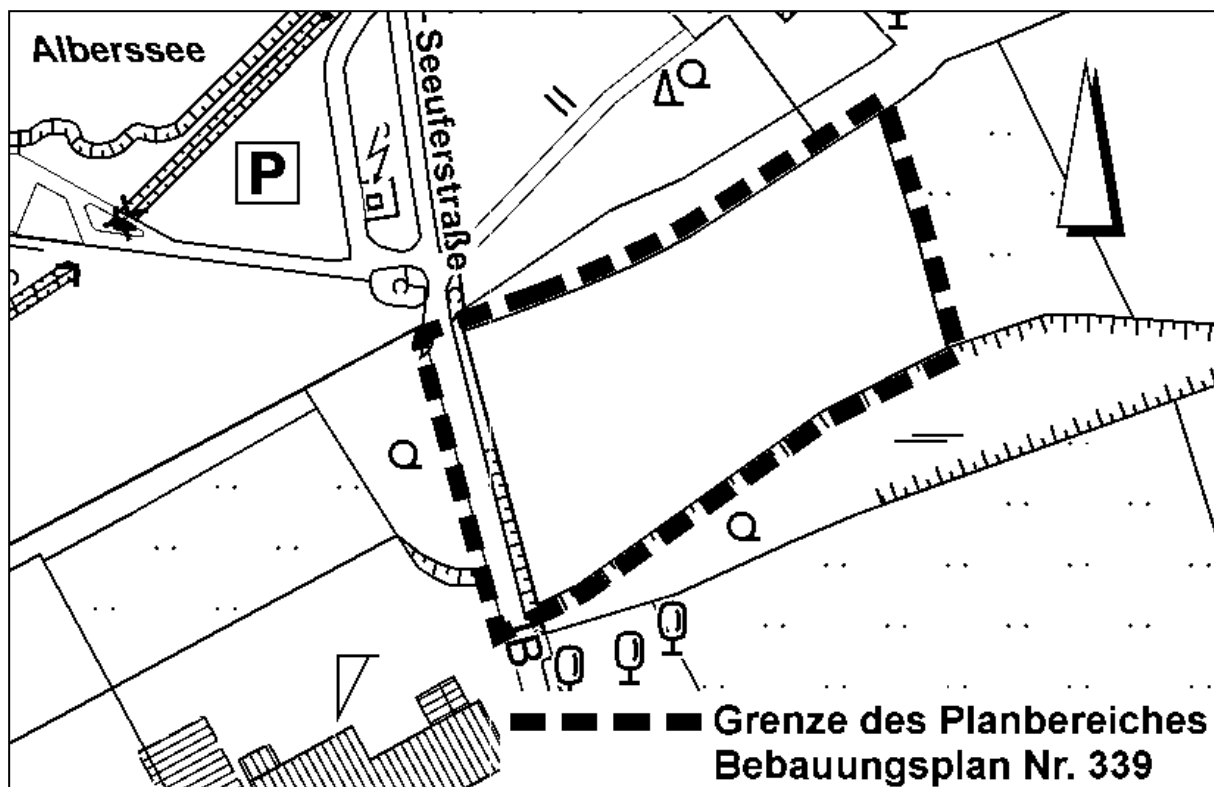 Alberssee
- Seeuferstraße
P
B
Grenze des Planbereiches
Bebauungsplan Nr. 339